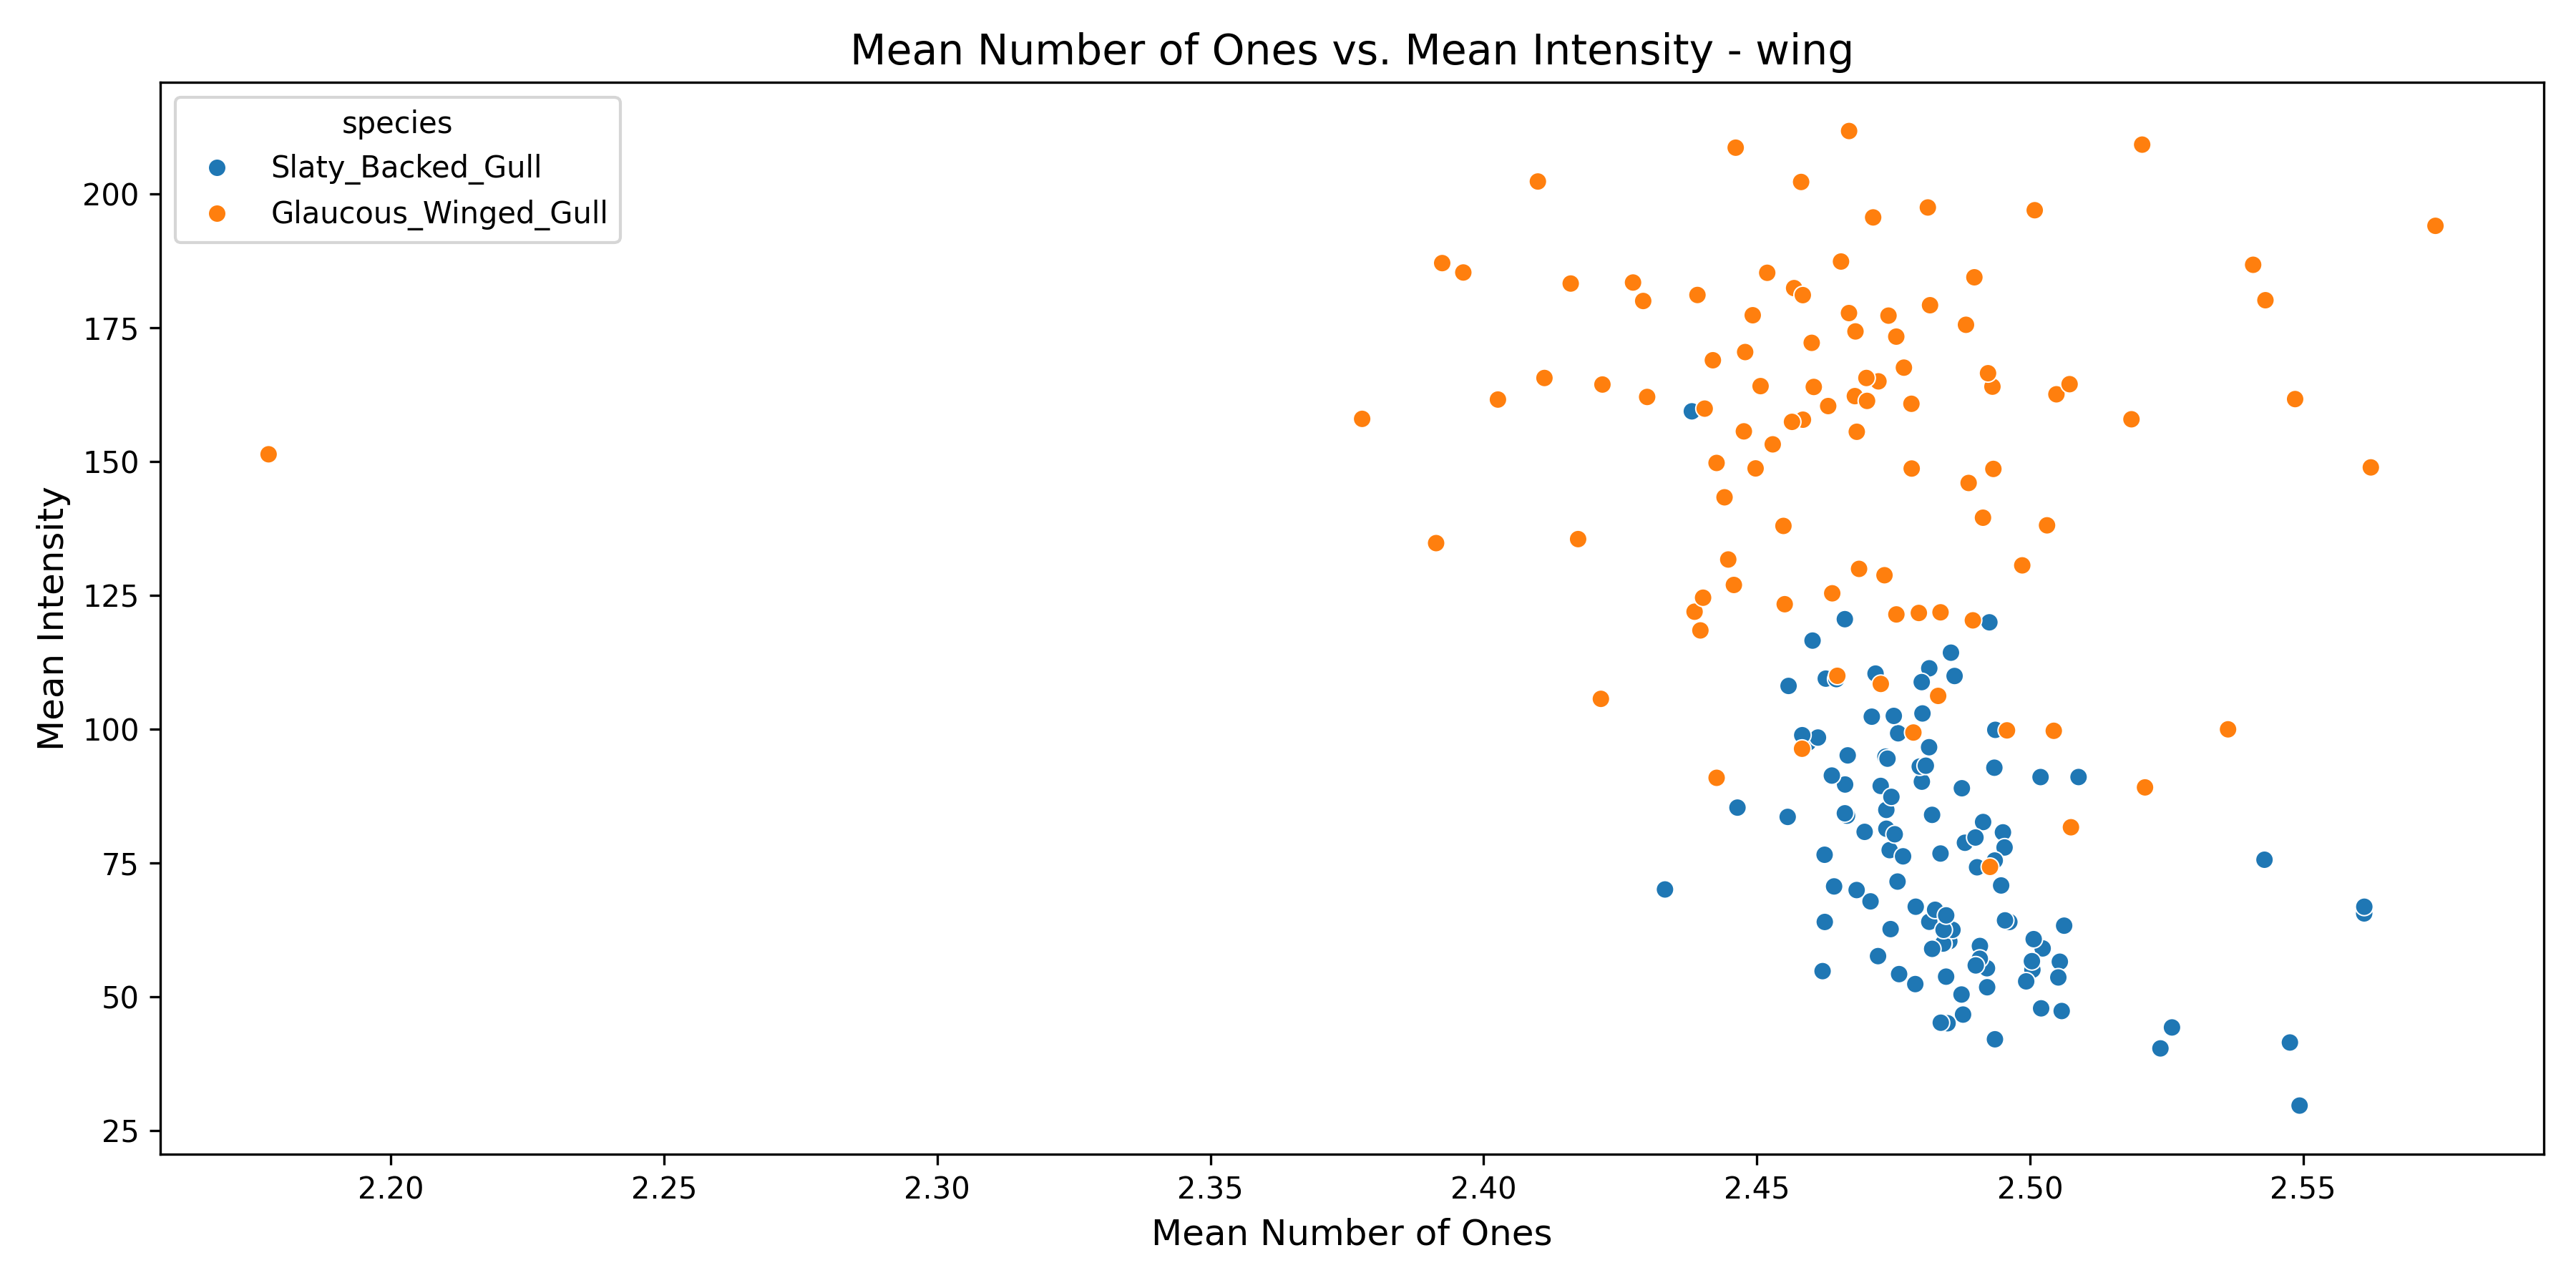 Mean Number of Ones vs. Mean Intensity - wing
species
Slaty_Backed_Gull
Glaucous_Winged_Gull
Mean Intensity
200
175
150
125
100
75
50
25
2.20 2.25 2.30 2.35 2.40 2.45 2.50 2.55
Mean Number of Ones